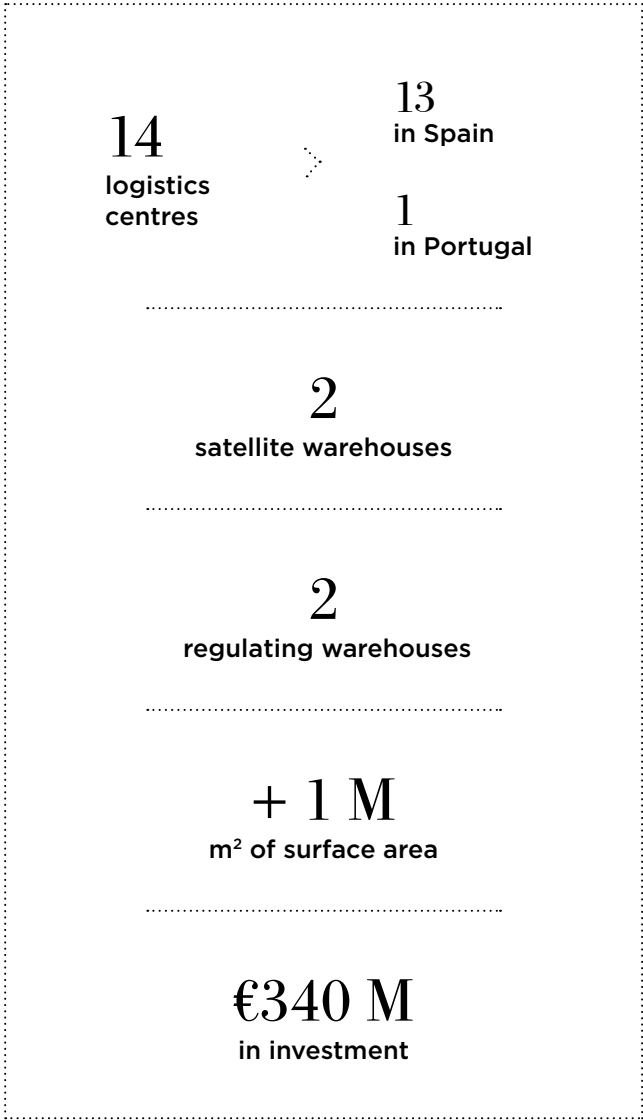 14
logistics
centres
13
in Spain
1
in Portugal
2
satellite warehouses
2
regulating warehouses
+ 1 M
m² of surface area
€340 M
in investment